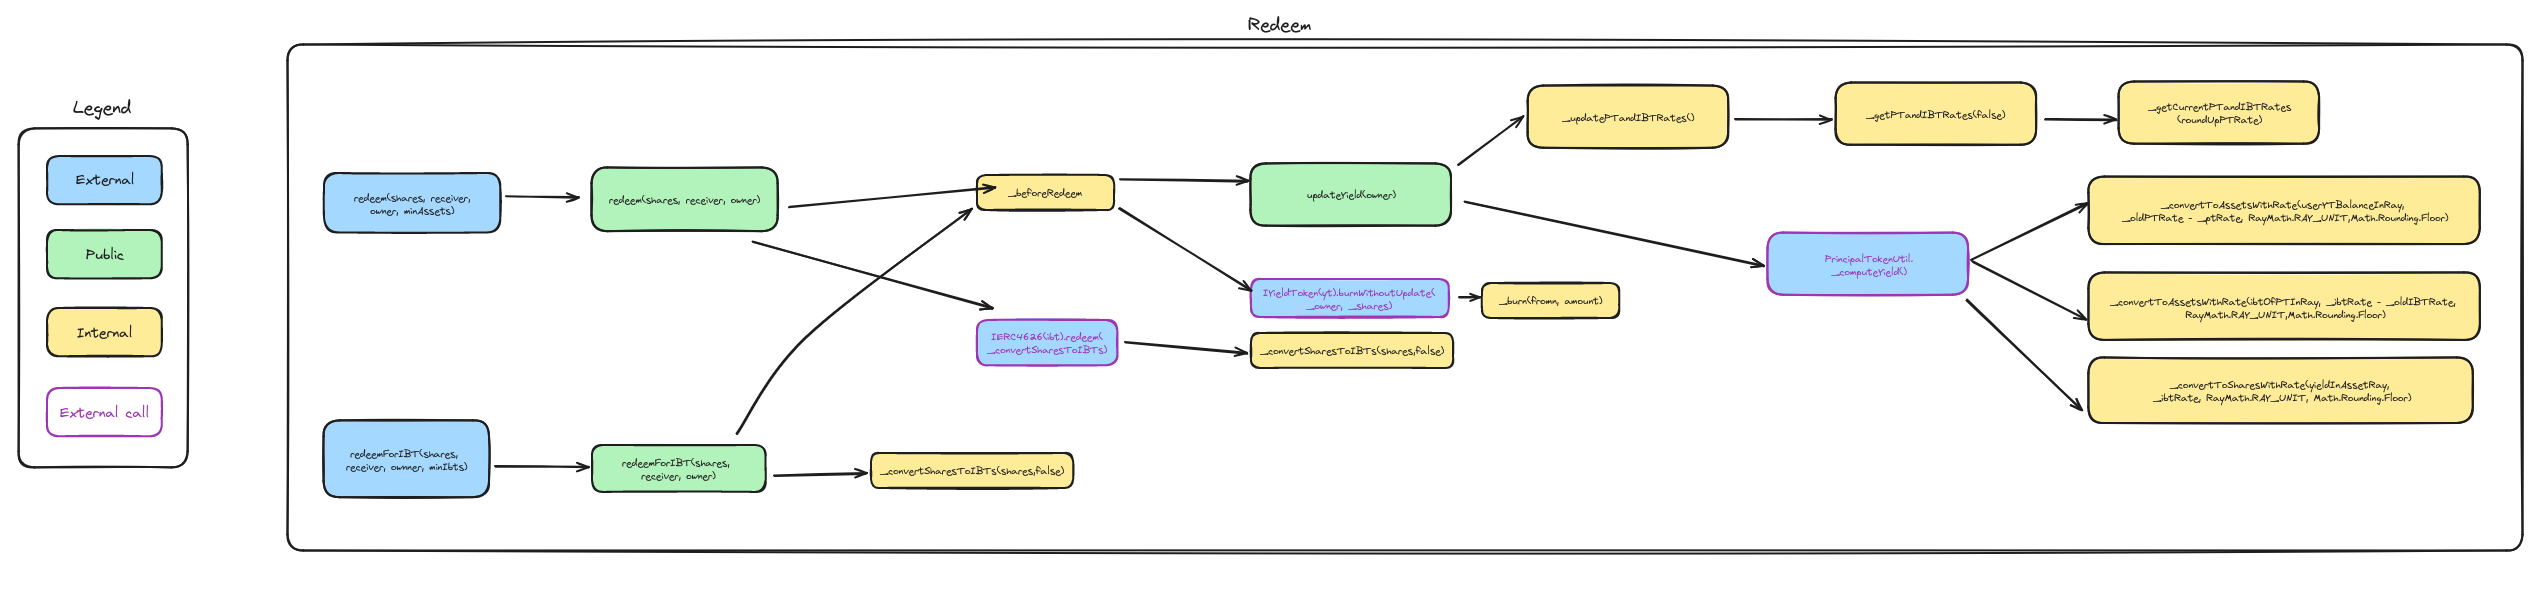 Redeem
Legend
External
Public
Internal
External call
redeem(shares, receiver,
owner, minAssets)
redeem(shares, receiver, owner)
_beforeRedeem
updateYield(owner)
_updatePTandIBTRates()
_getPTandIBTRates(false)
_getCurrentPTandIBTRates
(roundUpPTRate)
PrincipalTokenUtil.
_computeYield()
_convertToAssetsWithRate(userYTBalanceInRay,
_oldPTRate - _ptRate, RayMath.RAY_UNIT,Math.Rounding.Floor)
_convertToAssetsWithRate(ibtOfPTInRay, _ibtRate - _oldIBTRate,
RayMath.RAY_UNIT,Math.Rounding.Floor)
_convertToSharesWithRate(yieldInAssetRay,
_ibtRate, RayMath.RAY_UNIT, Math.Rounding.Floor)
IYieldToken(yt).burnWithoutUpdate(
_owner, _shares)
_burn(fromn, amount)
IERC4626(ibt).redeem(
_convertSharesToIBTs)
_convertSharesToIBTs(shares,false)
redeemForIBT(shares,
receiver, owner, minIbts)
redeemForIBT(shares,
receiver, owner)
_convertSharesToIBTs(shares,false)